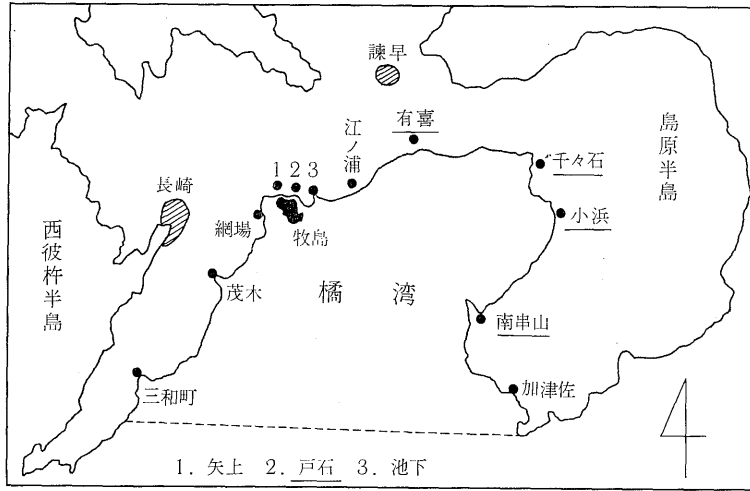 諫早
有喜
江ノ浦
島原半島
千々石
1 2 3
長崎
小浜
網場
牧島
西彼杵半島
茂木
橘湾
南串山
三和町
加津佐
1. 矢上 2. 戸石 3. 池下